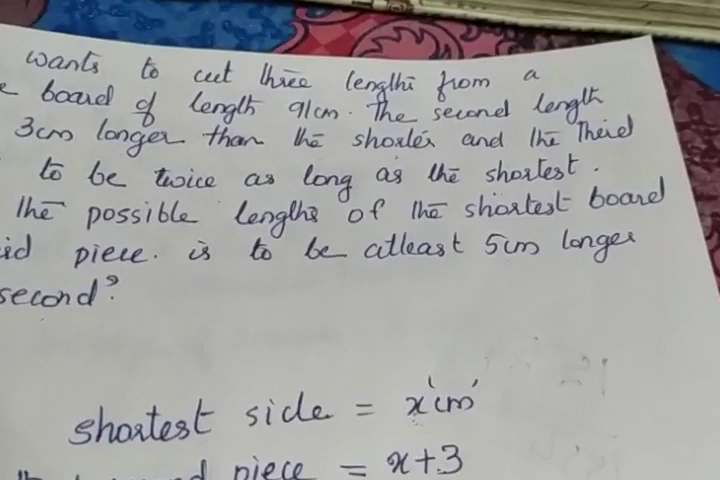 wants to cut three lengths from a
board of length 91cm. The second length
3cm longer than the shorter and the Third
to be twice as long as the shortest.
the possible lengths of the shortest board
piece. is to be atleast 5cm longer
second?
shortest side = x cm
piece = x+3